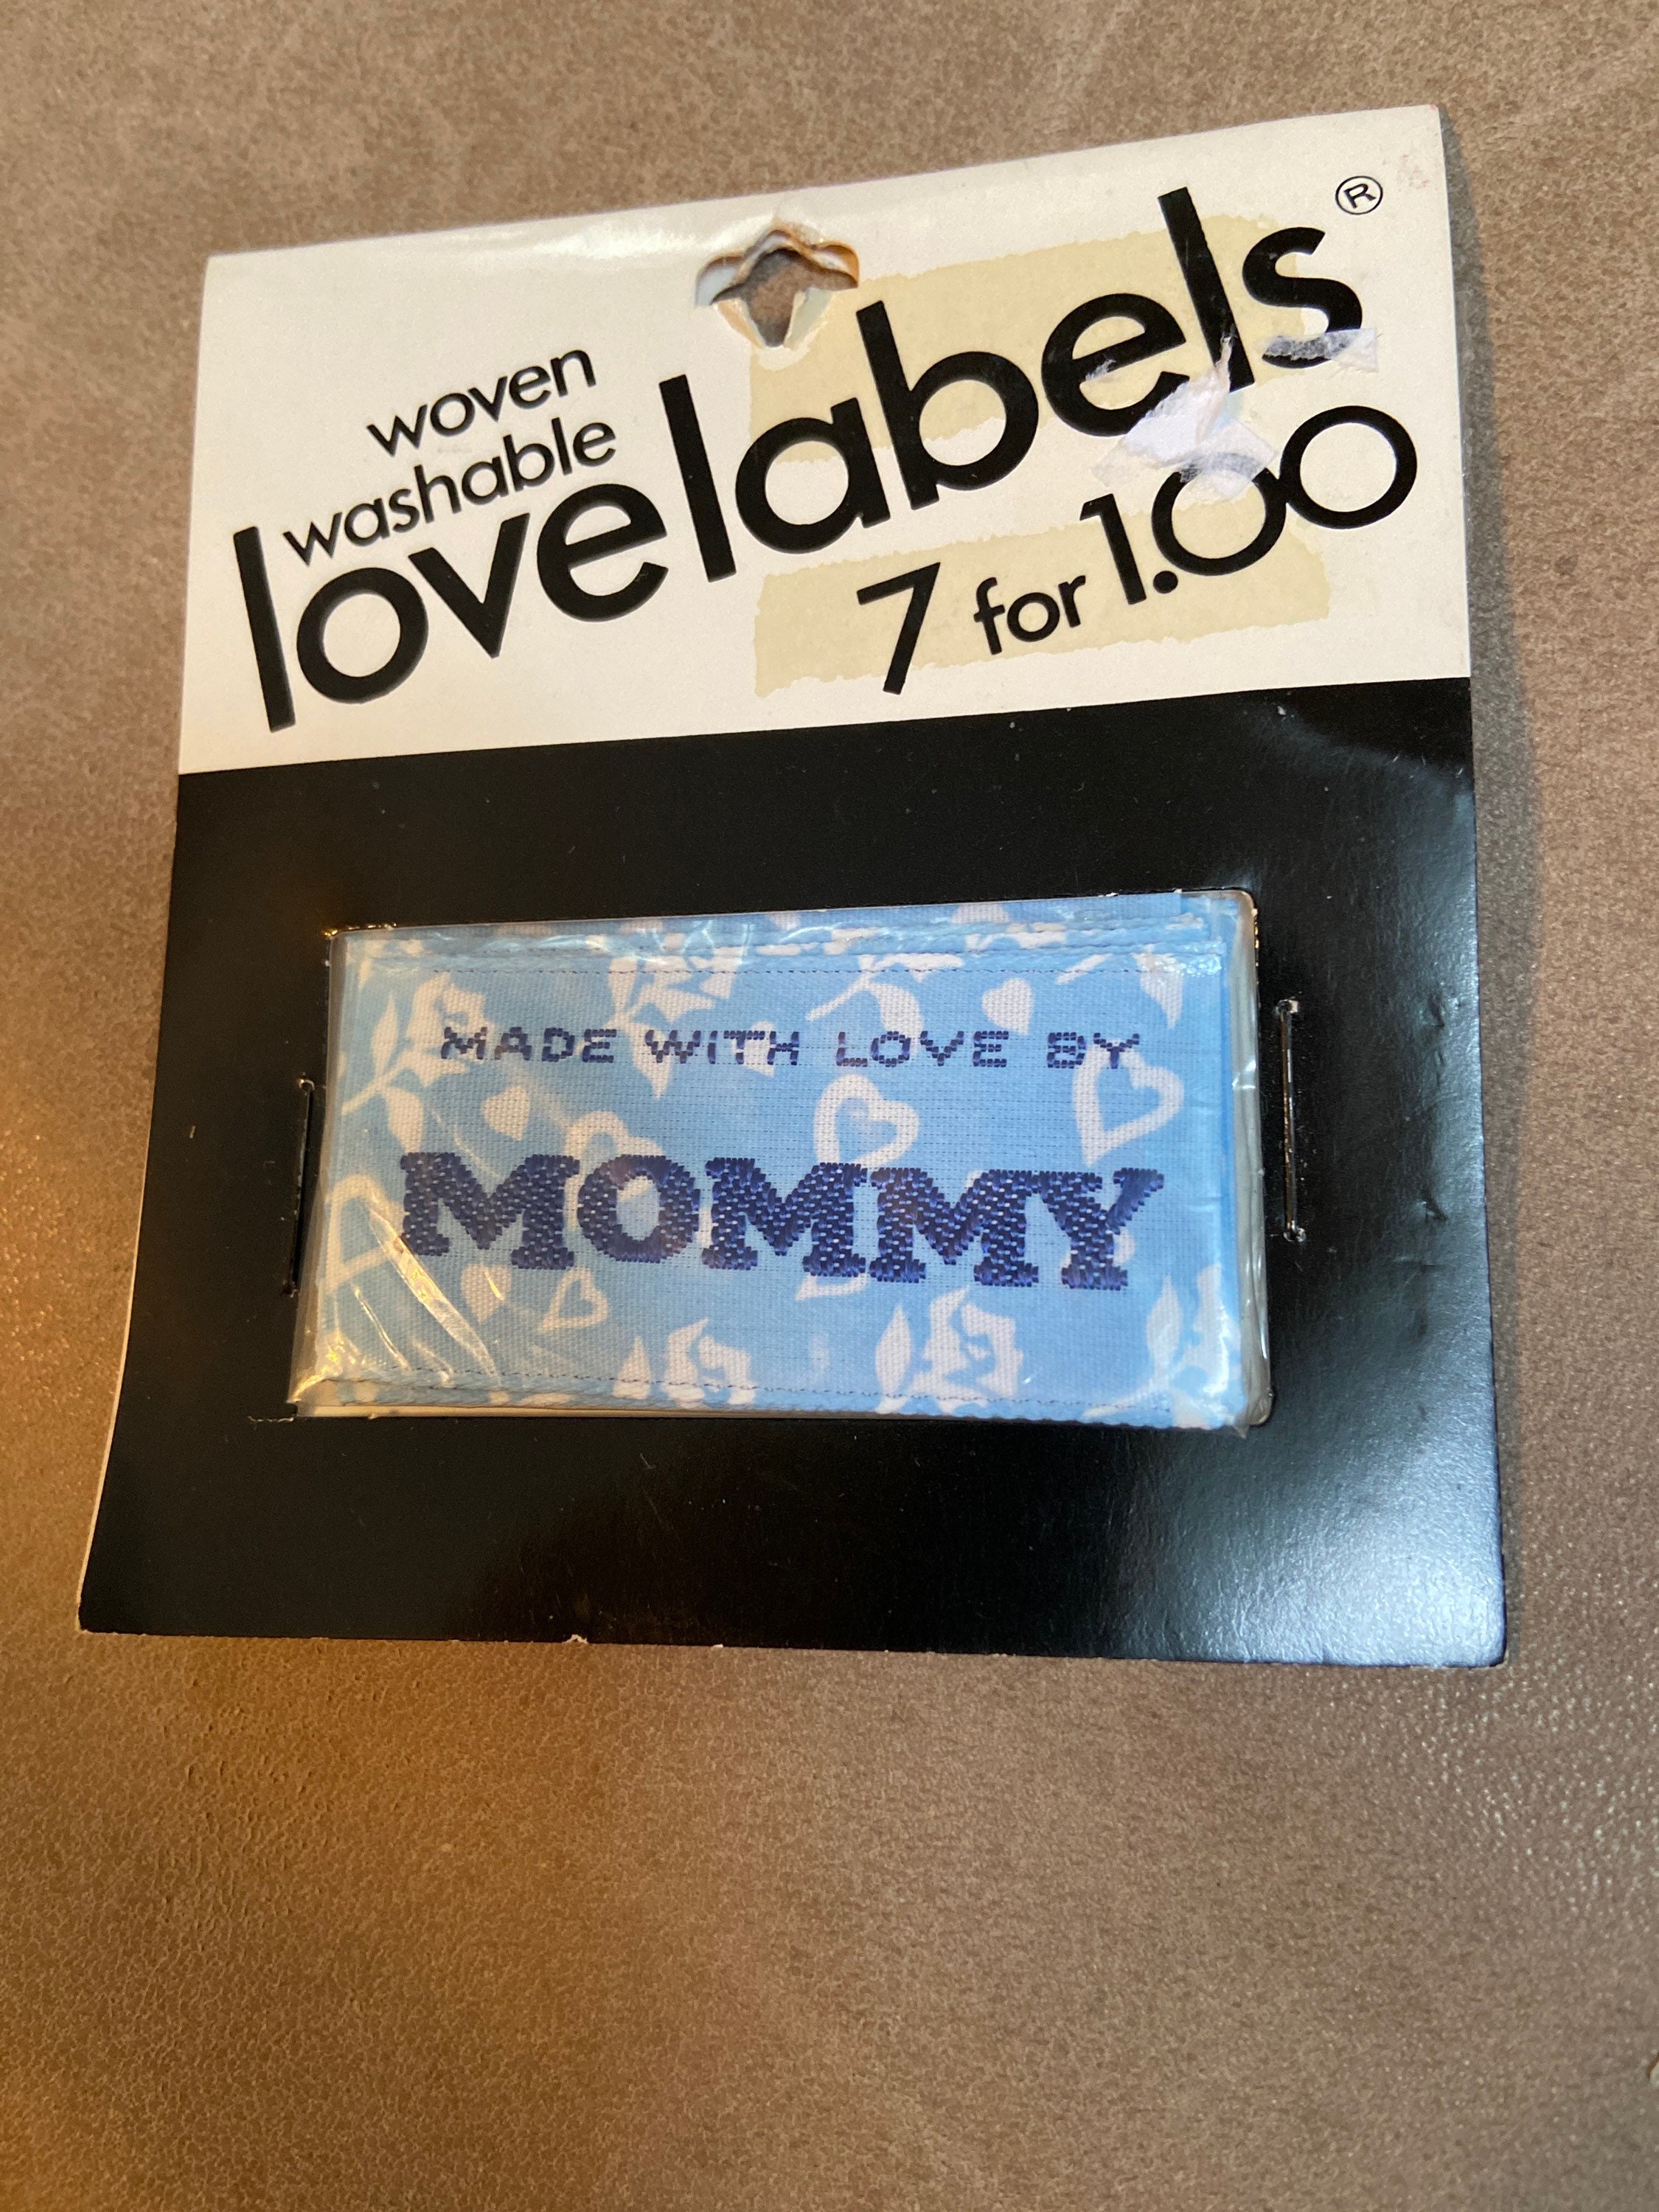 woven
washable
lovelabels®
7 for 1.00
MADE WITH LOVE BY
MOMMY